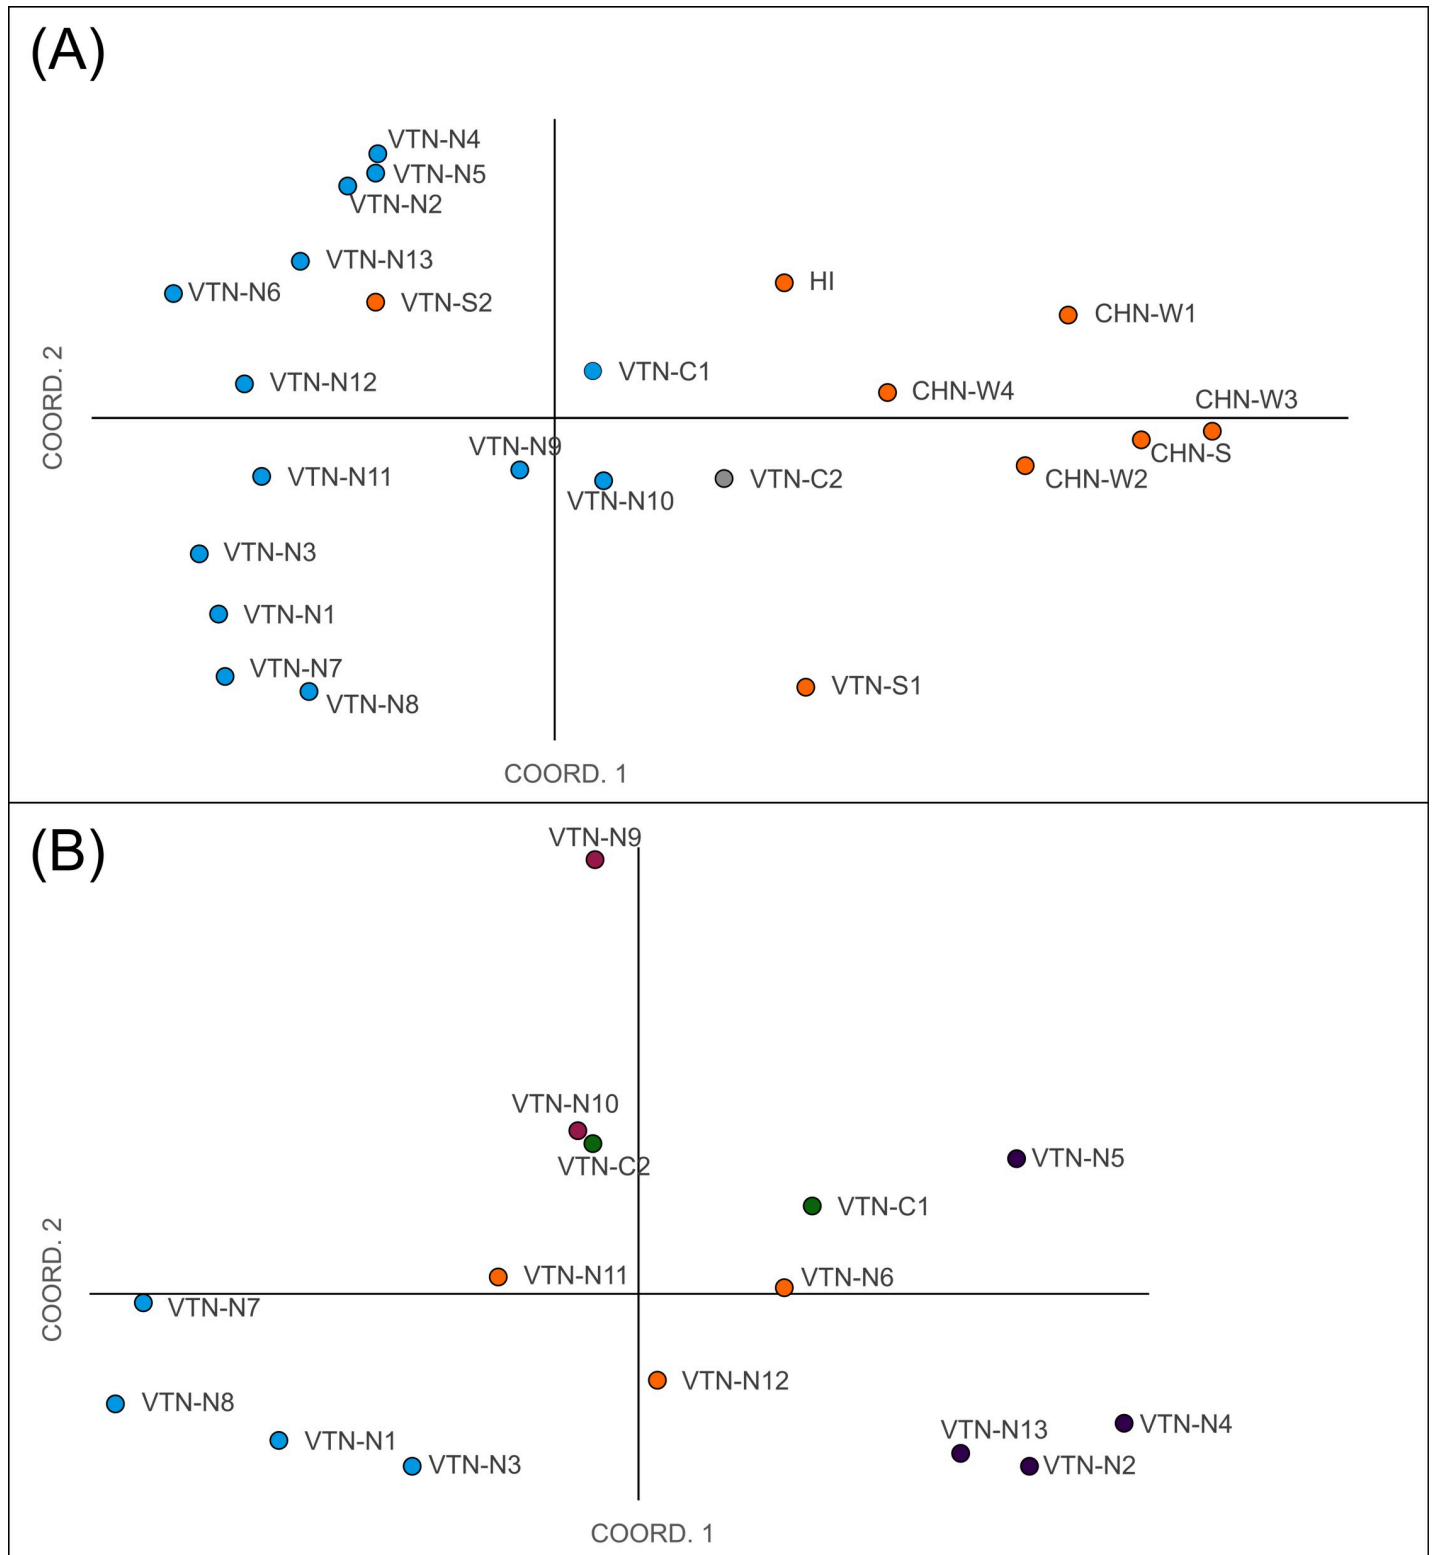 (A)
VTN-N4
VTN-N5
VTN-N2
VTN-N13
HI
VTN-N6
VTN-S2
CHN-W1
VTN-C1
VTN-N12
CHN-W4
CHN-W3
COORD. 2
VTN-N9
CHN-S
VTN-N11
VTN-C2
CHN-W2
VTN-N10
VTN-N3
VTN-N1
VTN-N7
VTN-S1
VTN-N8
COORD. 1
(B)
VTN-N9
VTN-N10
VTN-C2
VTN-N5
VTN-C1
VTN-N11
VTN-N6
COORD. 2
VTN-N7
VTN-N12
VTN-N8
VTN-N4
VTN-N13
VTN-N1
VTN-N3
VTN-N2
COORD. 1